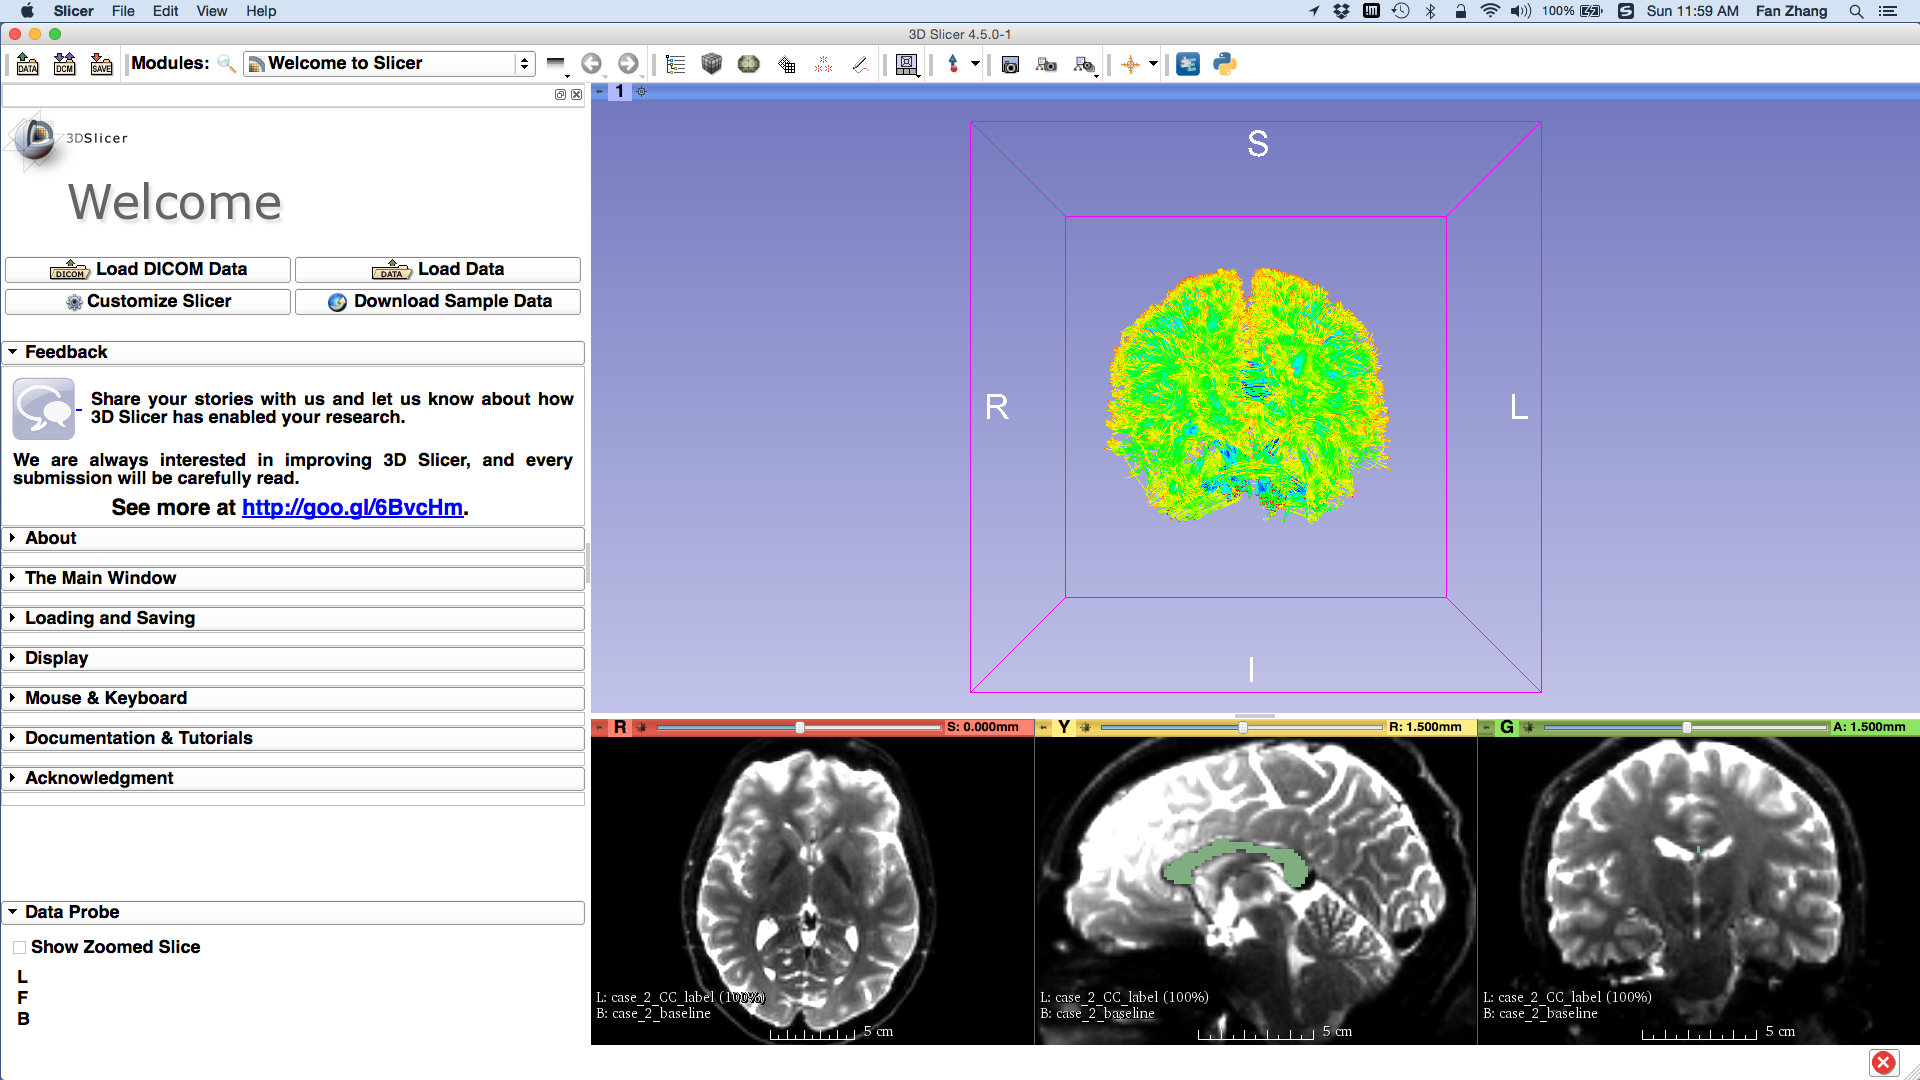 Slicer File Edit View Help
100% Sun 11:59 AM Fan Zhang
3D Slicer 4.5.0-1
DATA DCM SAVE Modules: Welcome to Slicer
1
3DSlicer
Welcome
DICOM Load DICOM Data
DATA Load Data
Customize Slicer
Download Sample Data
Feedback
Share your stories with us and let us know about how
3D Slicer has enabled your research.
We are always interested in improving 3D Slicer, and every
submission will be carefully read.
See more at http://goo.gl/6BvcHm.
About
The Main Window
Loading and Saving
Display
Mouse & Keyboard
Documentation & Tutorials
Acknowledgment
Data Probe
Show Zoomed Slice
L
F
B
S
R
L
I
R S: 0.000mm
L: case_2_CC_label (100%)
B: case_2_baseline
5 cm
Y R: 1.500mm
L: case_2_CC_label (100%)
B: case_2_baseline
5 cm
G A: 1.500mm
L: case_2_CC_label (100%)
B: case_2_baseline
5 cm